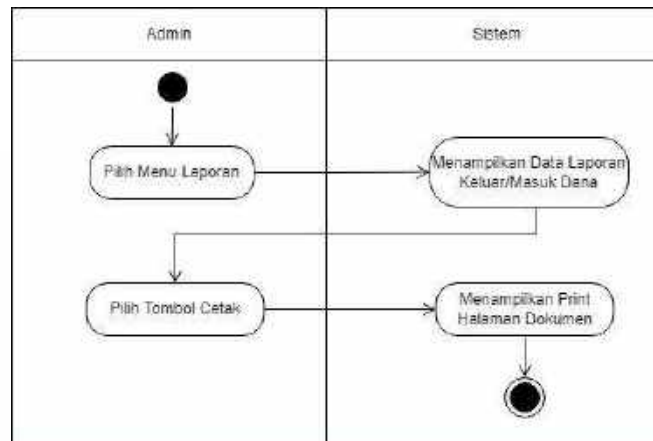 Admin
Sistem
Pilih Menu Laporan
Menampilkan Data Laporan
Keluar/Masuk Dana
Pilih Tombol Cetak
Menampilkan Print
Halaman Dokumen